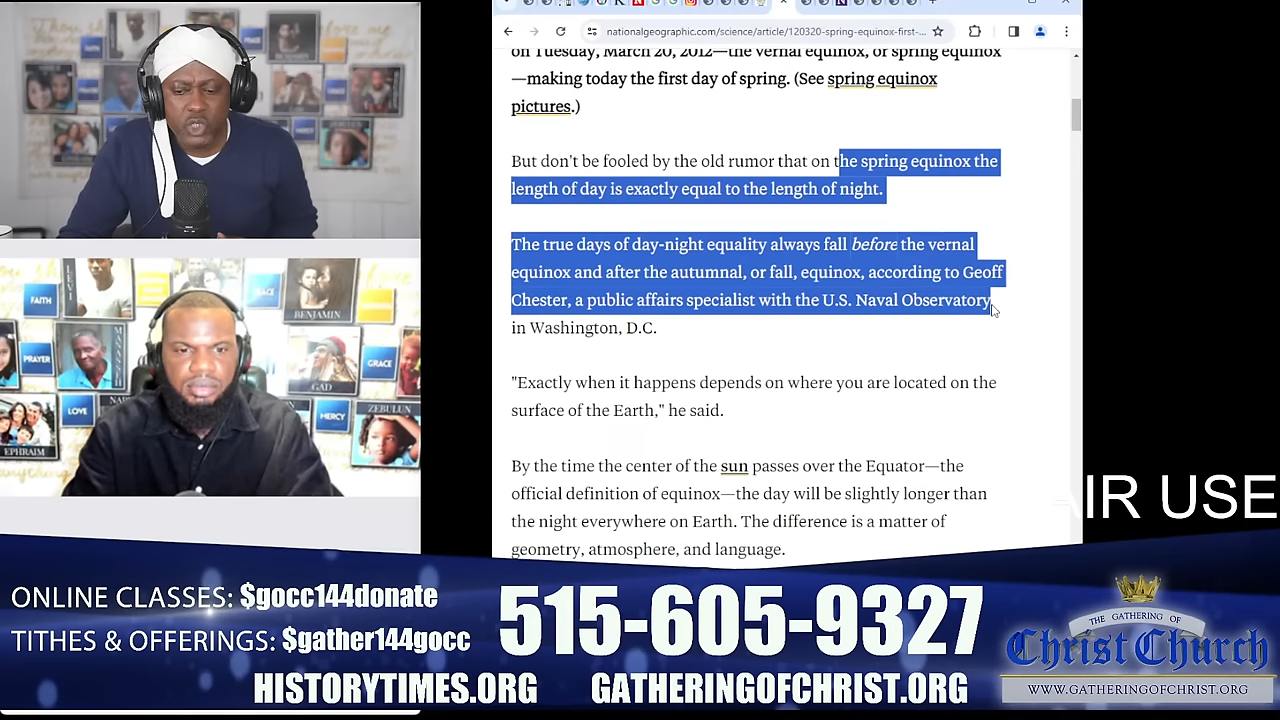 nationalgeographic.com/science/article/120320-spring-equinox-first-...
on Tuesday, March 20, 2012—the vernal equinox, or spring equinox
—making today the first day of spring. (See spring equinox
pictures.)
But don't be fooled by the old rumor that on the spring equinox the
length of day is exactly equal to the length of night.
The true days of day-night equality always fall before the vernal
equinox and after the autumnal, or fall, equinox, according to Geoff
Chester, a public affairs specialist with the U.S. Naval Observatory
in Washington, D.C.
"Exactly when it happens depends on where you are located on the
surface of the Earth," he said.
By the time the center of the sun passes over the Equator—the
official definition of equinox—the day will be slightly longer than
the night everywhere on Earth. The difference is a matter of
geometry, atmosphere, and language.
FAITH
LEVI
BENJAMIN
PRAYER
MANASSEH
GAD
GRACE
LOVE
MERCY
ZEBULUN
EPHRAIM
AIR USE
ONLINE CLASSES: $gocc144donate
TITHES & OFFERINGS: $gather144gocc
515-605-9327
HISTORYTIMES.ORG GATHERINGOFCHRIST.ORG
THE GATHERING OF
Christ Church
WWW.GATHERINGOFCHRIST.ORG